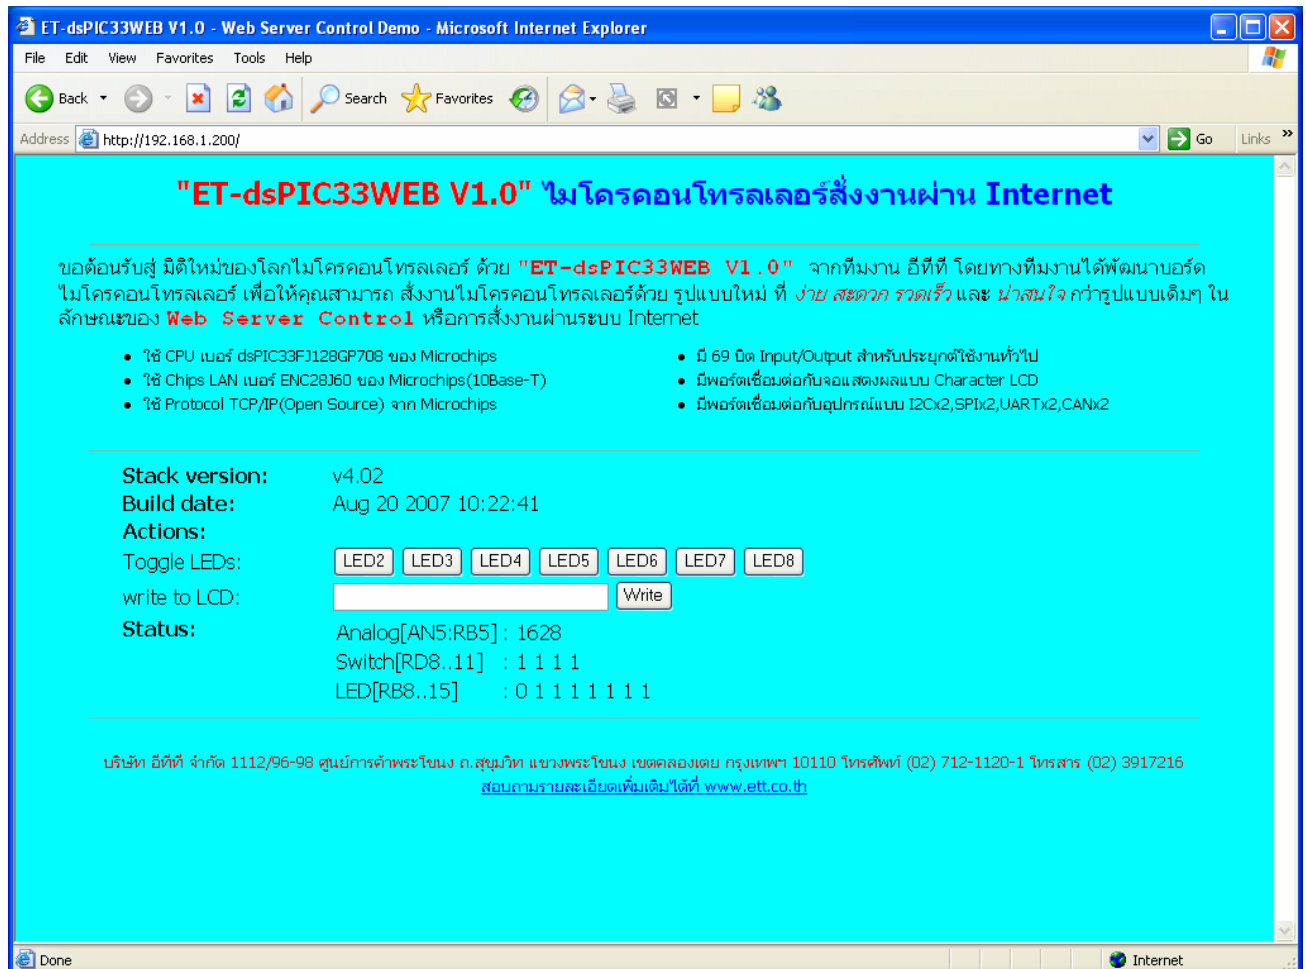 ET-dsPIC33WEB V1.0 - Web Server Control Demo - Microsoft Internet Explorer
File Edit View Favorites Tools Help
Back Search Favorites
Address http://192.168.1.200/ Go Links »
"ET-dsPIC33WEB V1.0" ไมโครคอนโทรลเลอร์สั่งงานผ่าน Internet
ขอต้อนรับสู่ มิติใหม่ของโลกไมโครคอนโทรลเลอร์ ด้วย "ET-dsPIC33WEB V1.0" จากทีมงาน อีทีที โดยทางทีมงานได้พัฒนาบอร์ด
ไมโครคอนโทรลเลอร์ เพื่อให้คุณสามารถ สั่งงานไมโครคอนโทรลเลอร์ด้วย รูปแบบใหม่ ที่ ง่าย สะดวก รวดเร็ว และ น่าสนใจ กว่ารูปแบบเดิมๆ ใน
ลักษณะของ Web Server Control หรือการสั่งงานผ่านระบบ Internet
• ใช้ CPU เบอร์ dsPIC33FJ128GP708 ของ Microchips
• ใช้ Chips LAN เบอร์ ENC28J60 ของ Microchips(10Base-T)
• ใช้ Protocol TCP/IP(Open Source) จาก Microchips
• มี 69 บิต Input/Output สำหรับประยุกต์ใช้งานทั่วไป
• มีพอร์ตเชื่อมต่อกับจอแสดงผลแบบ Character LCD
• มีพอร์ตเชื่อมต่อกับอุปกรณ์แบบ I2Cx2,SPIx2,UARTx2,CANx2
Stack version: v4.02
Build date: Aug 20 2007 10:22:41
Actions:
Toggle LEDs: LED2 LED3 LED4 LED5 LED6 LED7 LED8
write to LCD: Write
Status: Analog[AN5:RB5] : 1628
Switch[RD8..11] : 1 1 1 1
LED[RB8..15] : 0 1 1 1 1 1 1 1
บริษัท อีทีที จำกัด 1112/96-98 ศูนย์การค้าพระโขนง ถ.สุขุมวิท แขวงพระโขนง เขตคลองเตย กรุงเทพฯ 10110 โทรศัพท์ (02) 712-1120-1 โทรสาร (02) 3917216
สอบถามรายละเอียดเพิ่มเติมได้ที่ www.ett.co.th
Done Internet